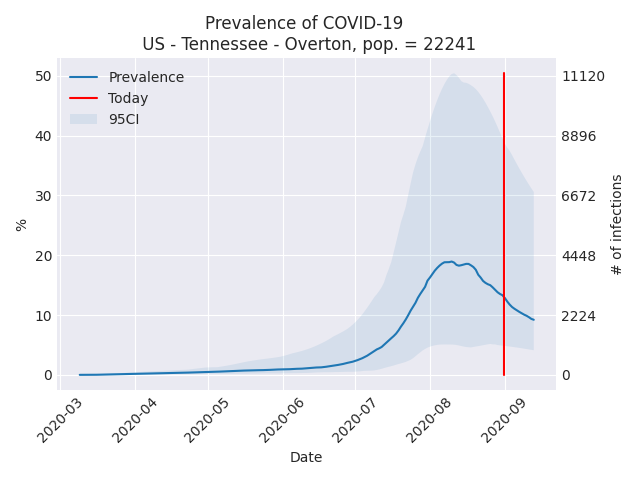 Prevalence of COVID-19
US - Tennessee - Overton, pop. = 22241
Prevalence
Today
95CI
50
40
30
20
10
0
%
11120
8896
6672
4448
2224
0
# of infections
2020-03
2020-04
2020-05
2020-06
2020-07
2020-08
2020-09
Date